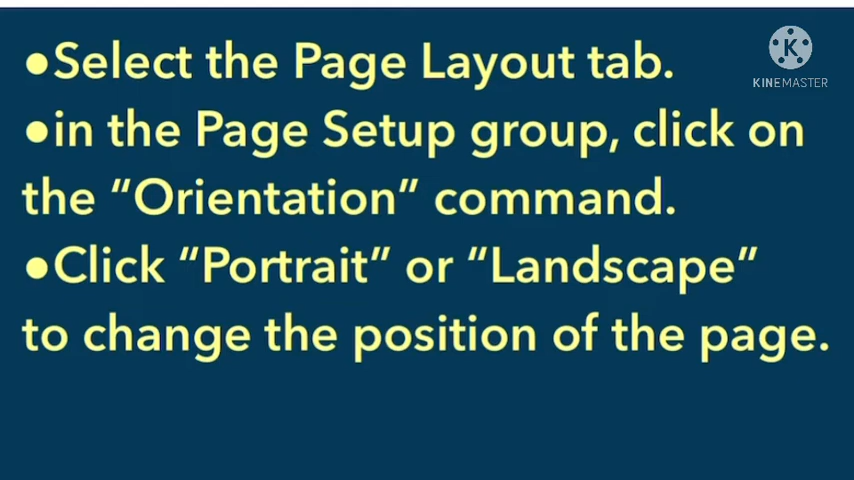 ●Select the Page Layout tab.
K
KINEMASTER
●in the Page Setup group, click on
the “Orientation” command.
●Click “Portrait” or “Landscape”
to change the position of the page.